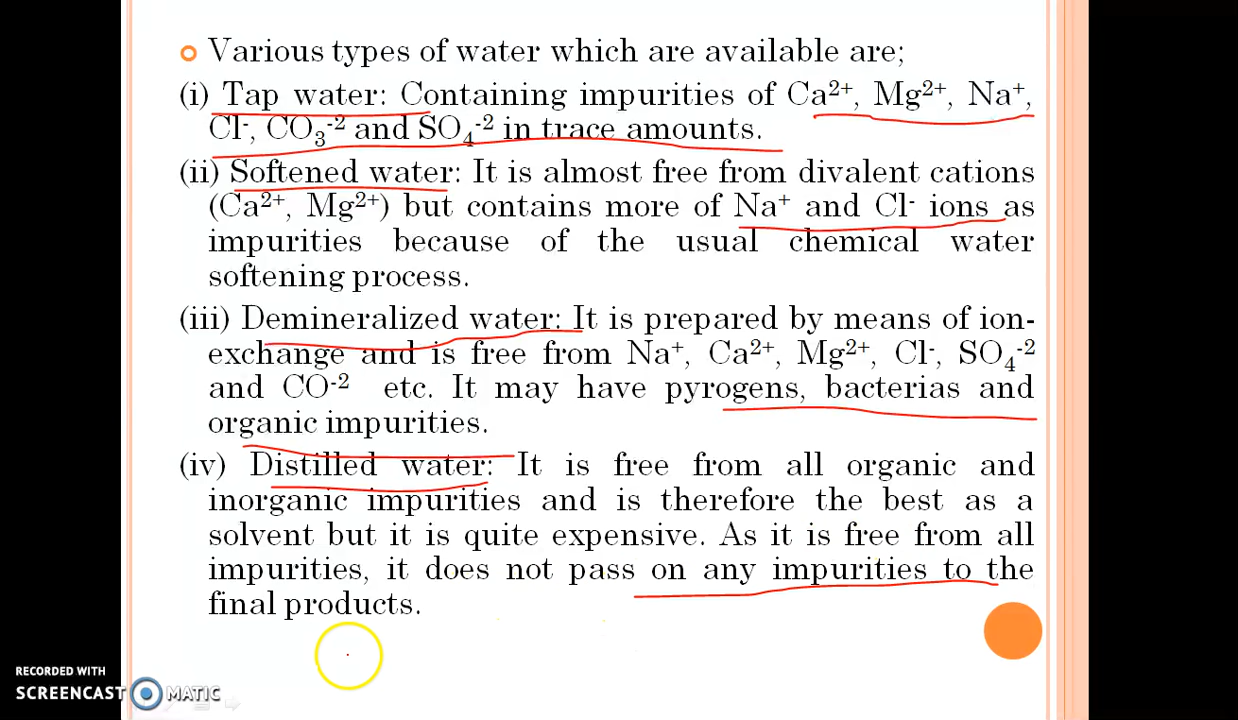 Various types of water which are available are;
(i) Tap water: Containing impurities of Ca²⁺, Mg²⁺, Na⁺,
Cl⁻, CO₃⁻² and SO₄⁻² in trace amounts.
(ii) Softened water: It is almost free from divalent cations
(Ca²⁺, Mg²⁺) but contains more of Na⁺ and Cl⁻ ions as
impurities because of the usual chemical water
softening process.
(iii) Demineralized water: It is prepared by means of ion-
exchange and is free from Na⁺, Ca²⁺, Mg²⁺, Cl⁻, SO₄⁻²
and CO⁻² etc. It may have pyrogens, bacterias and
organic impurities.
(iv) Distilled water: It is free from all organic and
inorganic impurities and is therefore the best as a
solvent but it is quite expensive. As it is free from all
impurities, it does not pass on any impurities to the
final products.
RECORDED WITH
SCREENCAST MATIC